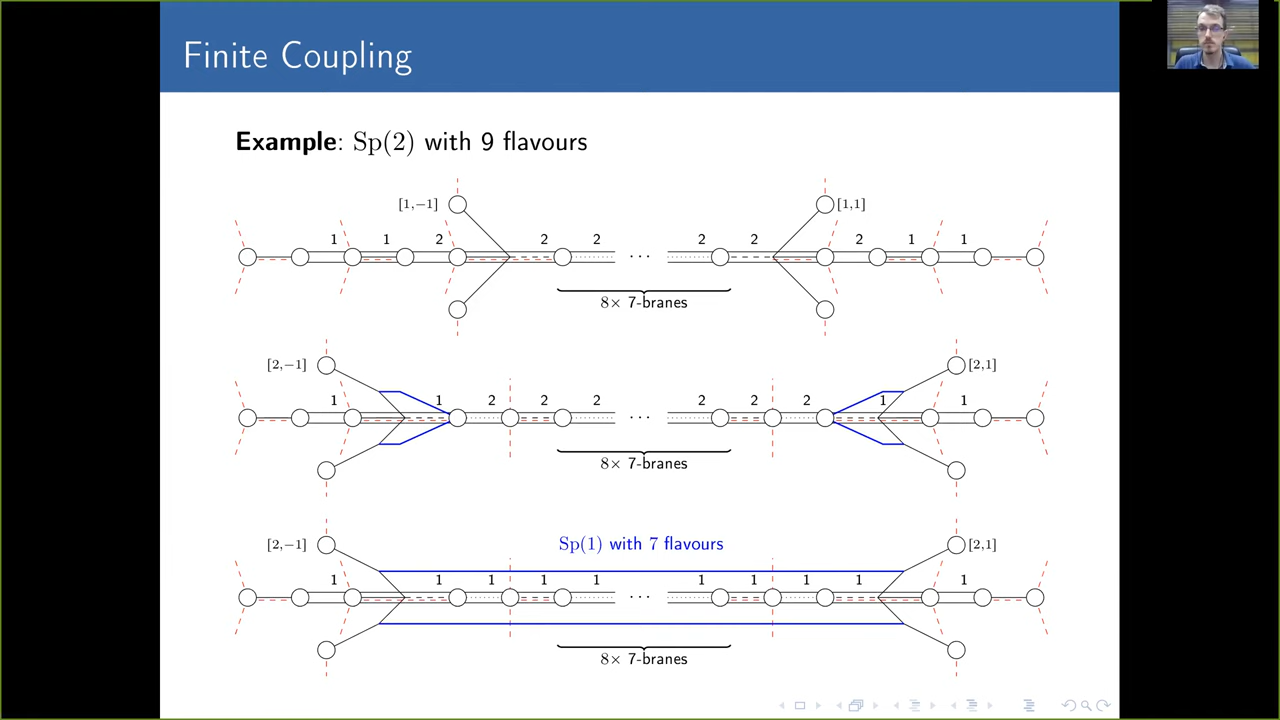 Finite Coupling
Example: Sp(2) with 9 flavours
[1,−1] [1,1]
1 1 2 2 2 2 2 2 1 1
···
8× 7-branes
[2,−1] [2,1]
1 1 2 2 2 2 2 2 1 1
···
8× 7-branes
Sp(1) with 7 flavours
[2,−1] [2,1]
1 1 1 1 1 1 1 1 1 1
···
8× 7-branes